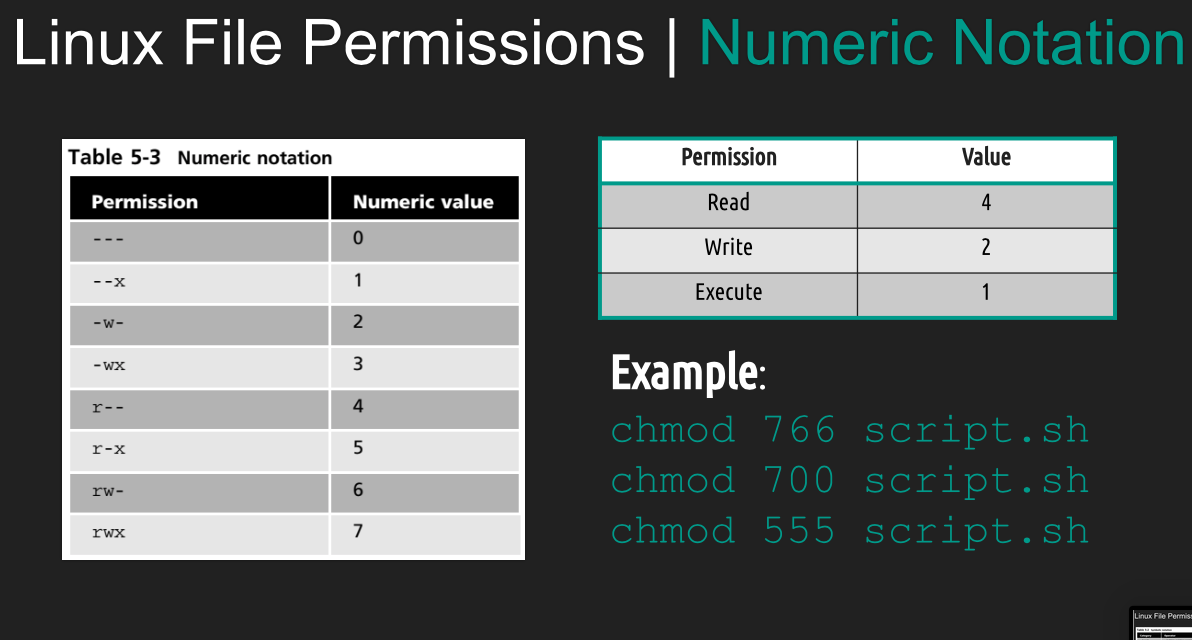 Linux File Permissions | Numeric Notation
Table 5-3 Numeric notation
Permission Numeric value
--- 0
--x 1
-w- 2
-wx 3
r-- 4
r-x 5
rw- 6
rwx 7
Permission Value
Read 4
Write 2
Execute 1
Example:
chmod 766 script.sh
chmod 700 script.sh
chmod 555 script.sh
Linux File Permiss